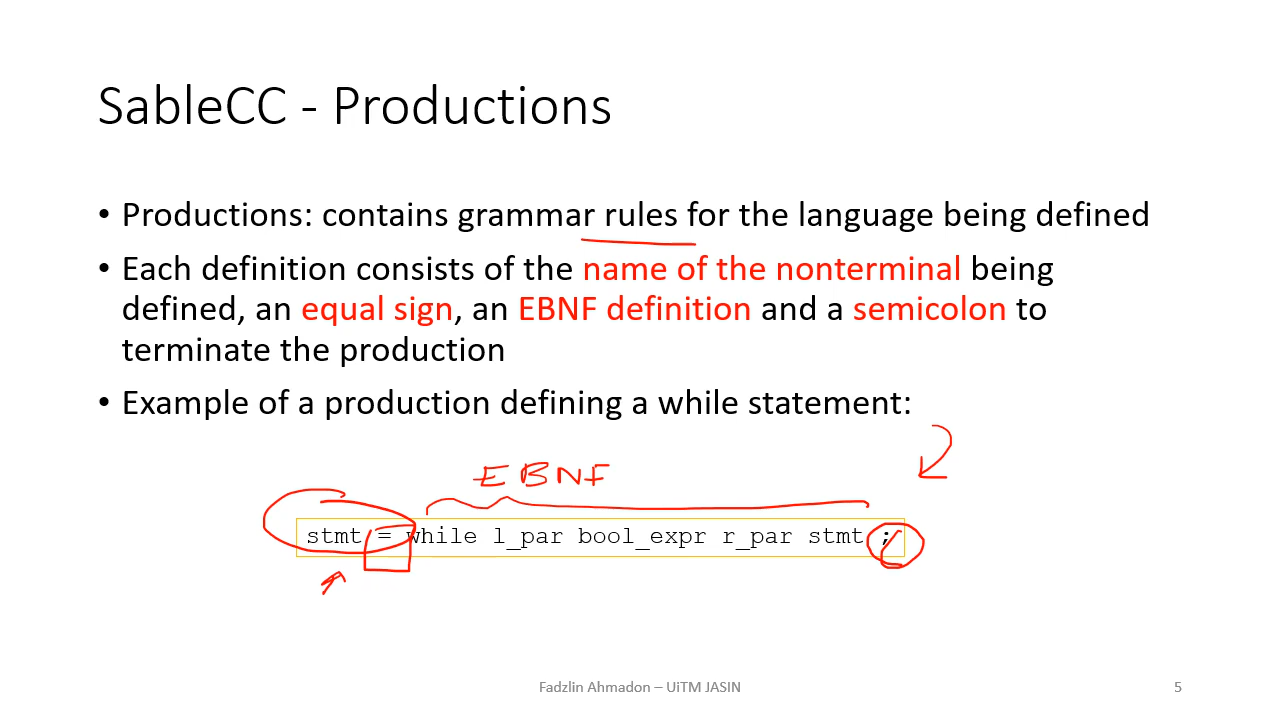 SableCC - Productions
• Productions: contains grammar rules for the language being defined
• Each definition consists of the name of the nonterminal being
defined, an equal sign, an EBNF definition and a semicolon to
terminate the production
• Example of a production defining a while statement:
EBNF
stmt = while l_par bool_expr r_par stmt ;
Fadzlin Ahmadon – UiTM JASIN
5